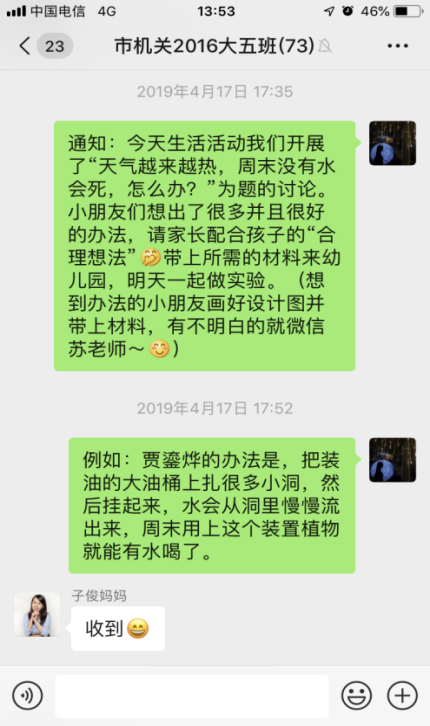 中国电信 4G 13:53 46%
23 市机关2016大五班(73)
2019年4月17日 17:35
通知：今天生活活动我们开展
了“天气越来越热，周末没有水
会死，怎么办？”为题的讨论。
小朋友们想出了很多并且很好
的办法，请家长配合孩子的“合
理想法”🤣带上所需的材料来幼
儿园，明天一起做实验。（想
到办法的小朋友画好设计图并
带上材料，有不明白的就微信
苏老师～😊）
2019年4月17日 17:52
例如：贾鎏烨的办法是，把装
油的大油桶上扎很多小洞，然
后挂起来，水会从洞里慢慢流
出来，周末用上这个装置植物
就能有水喝了。
子俊妈妈
收到😄